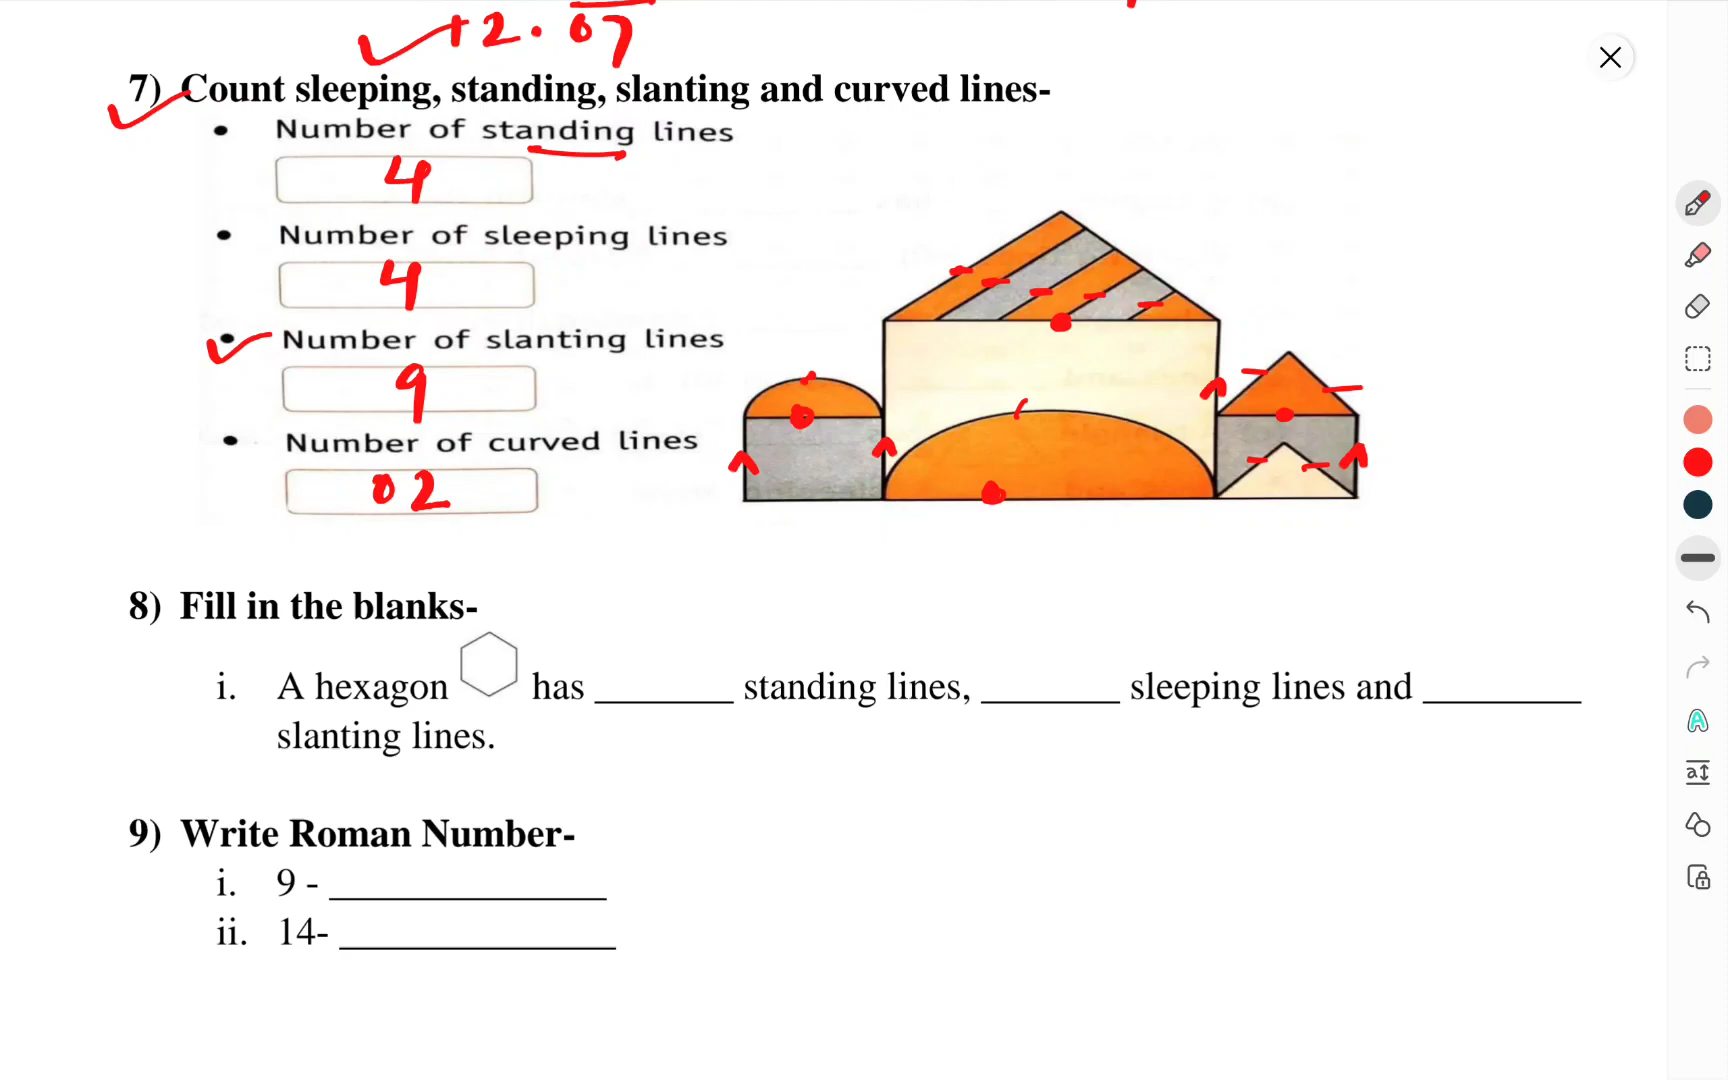 +2. 07
7) Count sleeping, standing, slanting and curved lines-
• Number of standing lines
4
• Number of sleeping lines
4
• Number of slanting lines
9
• Number of curved lines
02
8) Fill in the blanks-
i. A hexagon has _______ standing lines, _______ sleeping lines and ________
slanting lines.
9) Write Roman Number-
i. 9 - ______________
ii. 14- ______________